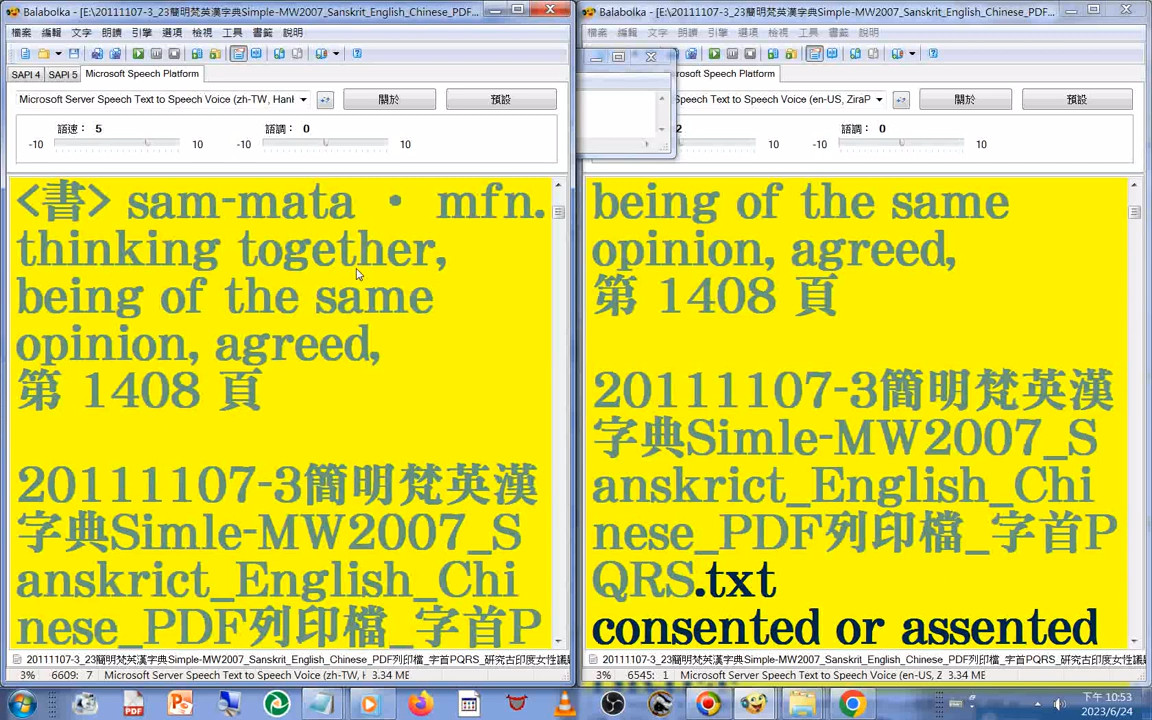 Balabolka - [E:\20111107-3_23簡明梵英漢字典Simple-MW2007_Sanskrit_English_Chinese_PDF...
檔案 編輯 文字 朗讀 引擎 選項 檢視 工具 書籤 說明
SAPI 4 SAPI 5 Microsoft Speech Platform
Microsoft Server Speech Text to Speech Voice (zh-TW, Han 關於 預設
語速： 5 語調： 0
-10 10 -10 10
<書> sam-mata ‧ mfn.
thinking together,
being of the same
opinion, agreed,
第 1408 頁
20111107-3簡明梵英漢
字典Simle-MW2007_S
anskrict_English_Chi
nese_PDF列印檔_字首P
20111107-3_23簡明梵英漢字典Simple-MW2007_Sanskrit_English_Chinese_PDF列印檔_字首PQRS_研究古印度女性議
3% 6609: 7 Microsoft Server Speech Text to Speech Voice (zh-TW, 3.34 MB
Balabolka - [E:\20111107-3_23簡明梵英漢字典Simple-MW2007_Sanskrit_English_Chinese_PDF...
檔案 編輯 文字 朗讀 引擎 選項 檢視 工具 書籤 說明
Speech Platform
Speech Text to Speech Voice (en-US, ZiraP 關於 預設
2 語調： 0
10 -10 10
being of the same
opinion, agreed,
第 1408 頁
20111107-3簡明梵英漢
字典Simle-MW2007_S
anskrict_English_Chi
nese_PDF列印檔_字首P
QRS.txt
consented or assented
20111107-3_23簡明梵英漢字典Simple-MW2007_Sanskrit_English_Chinese_PDF列印檔_字首PQRS_研究古印度女性議
3% 6545: 1 Microsoft Server Speech Text to Speech Voice (en-US, Z 3.34 MB
下午 10:53
2023/6/24